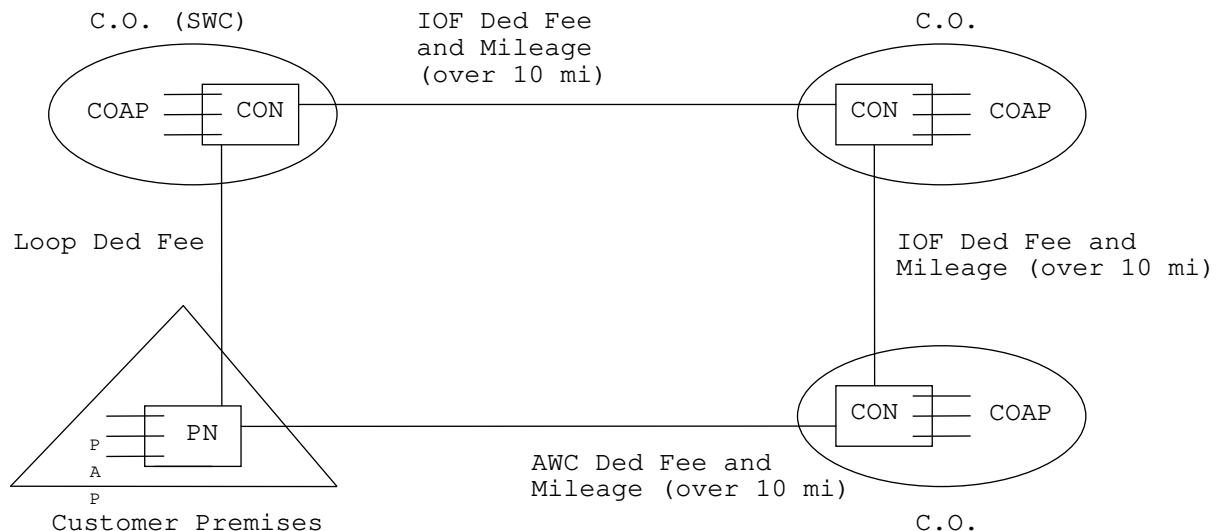 C.O. (SWC)
IOF Ded Fee
and Mileage
(over 10 mi)
C.O.
COAP
CON
CON
COAP
Loop Ded Fee
IOF Ded Fee and
Mileage (over 10 mi)
PN
P
A
P
CON
COAP
AWC Ded Fee and
Mileage (over 10 mi)
Customer Premises
C.O.